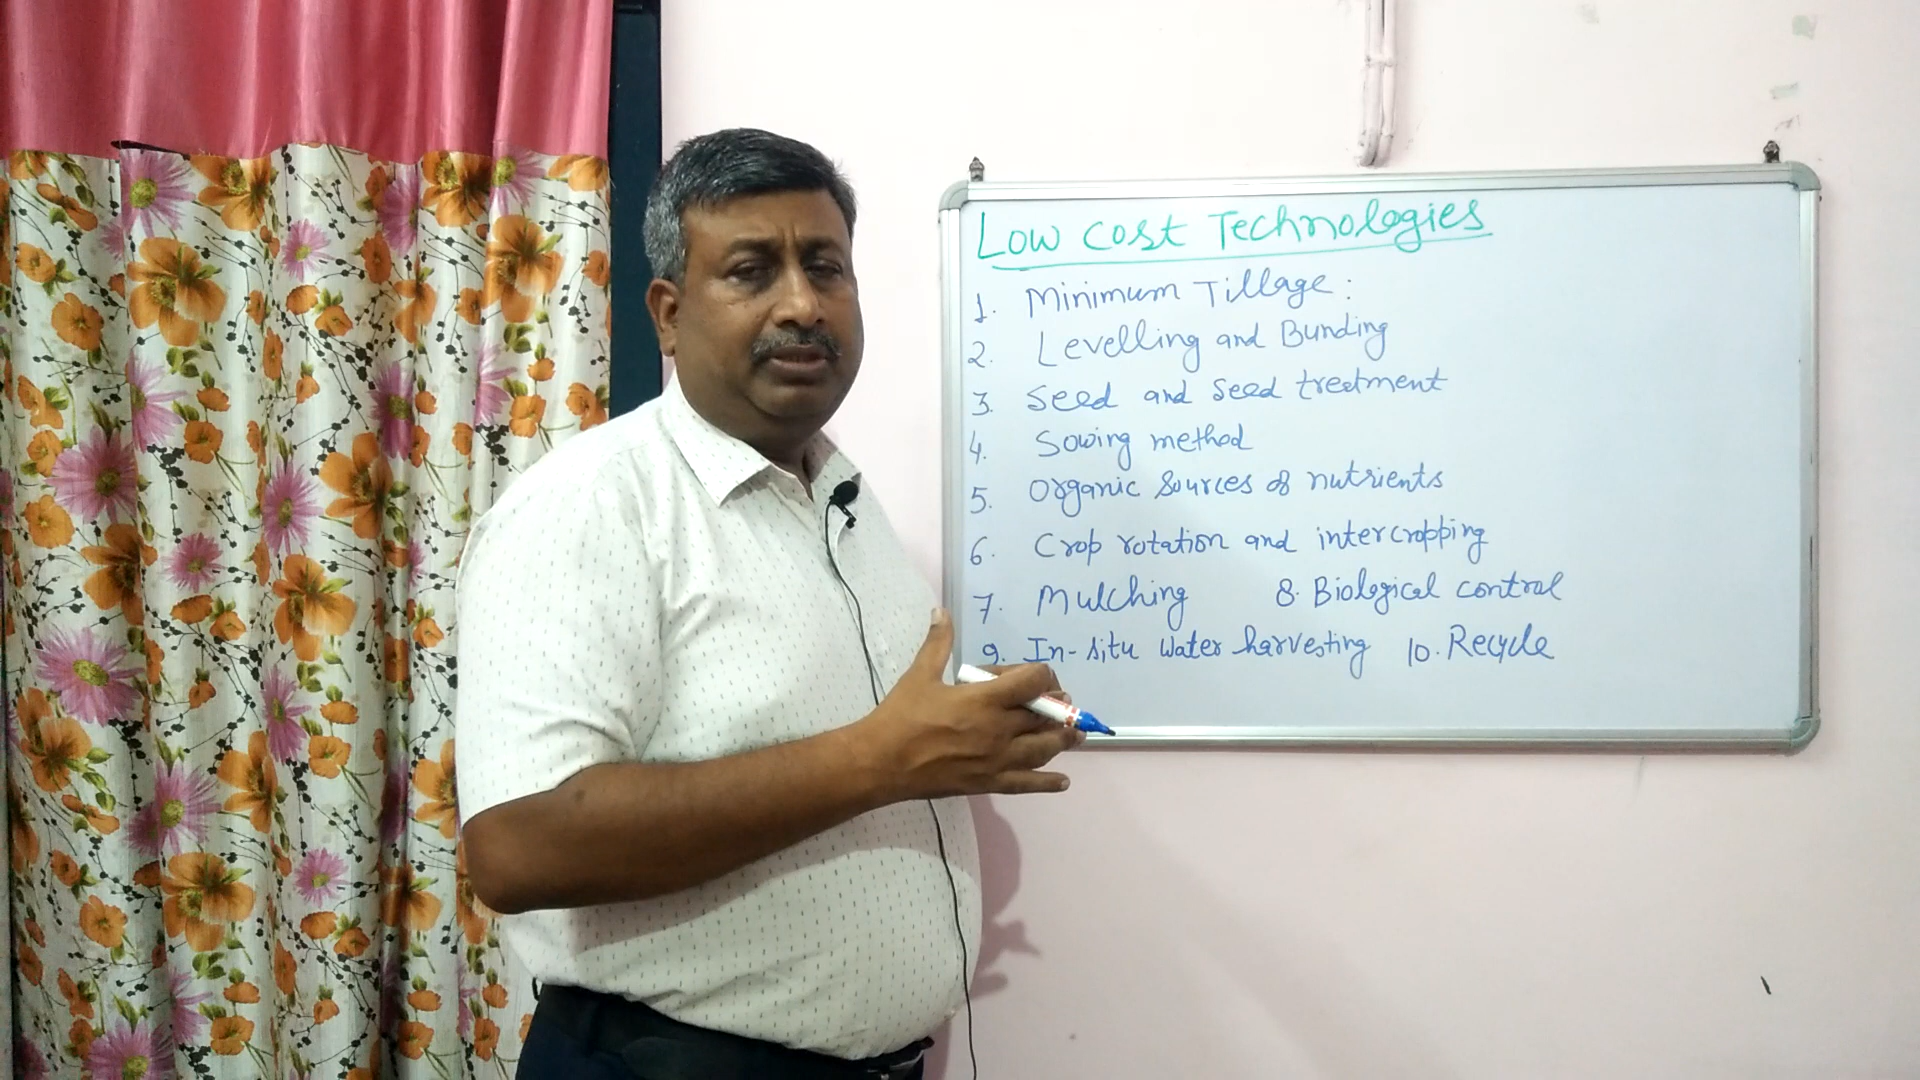 Low Cost Technologies
1. Minimum Tillage:
2. Levelling and Bunding
3. Seed and seed treatment
4. Sowing method
5. Organic Sources of nutrients
6. Crop rotation and intercropping
7. Mulching 8. Biological control
9. In-situ water harvesting 10. Recycle